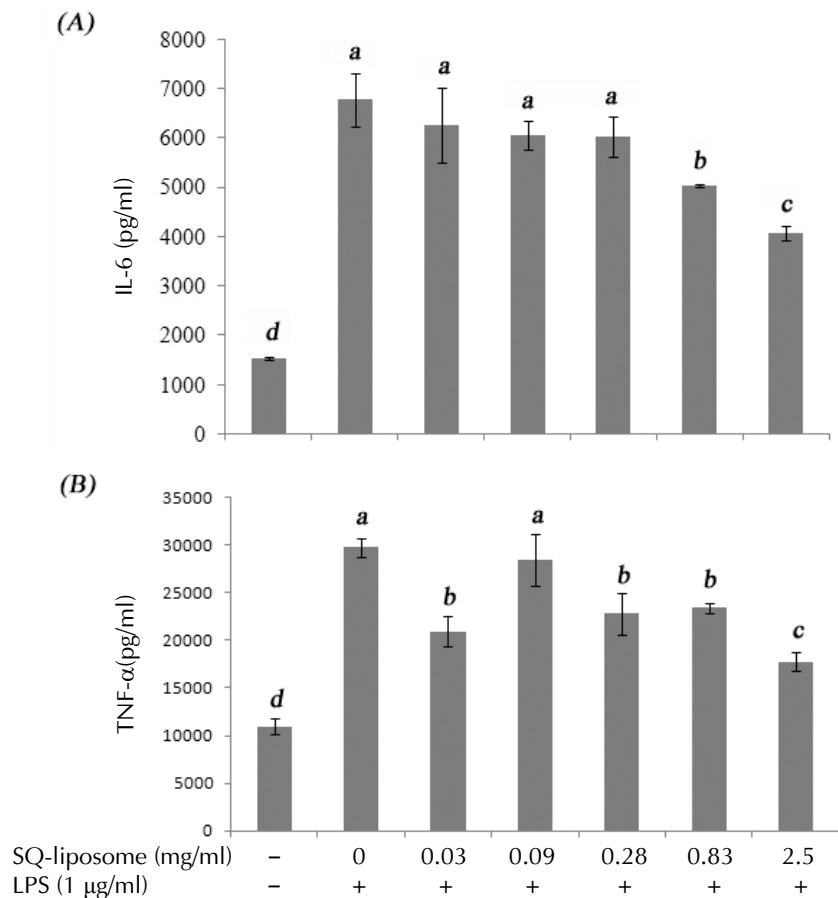 (A)
IL-6 (pg/ml)
8000
7000
6000
5000
4000
3000
2000
1000
0
d
a
a
a
a
b
c
(B)
TNF-α(pg/ml)
35000
30000
25000
20000
15000
10000
5000
0
d
a
b
a
b
b
c
SQ-liposome (mg/ml) – 0 0.03 0.09 0.28 0.83 2.5
LPS (1 μg/ml) – + + + + + +